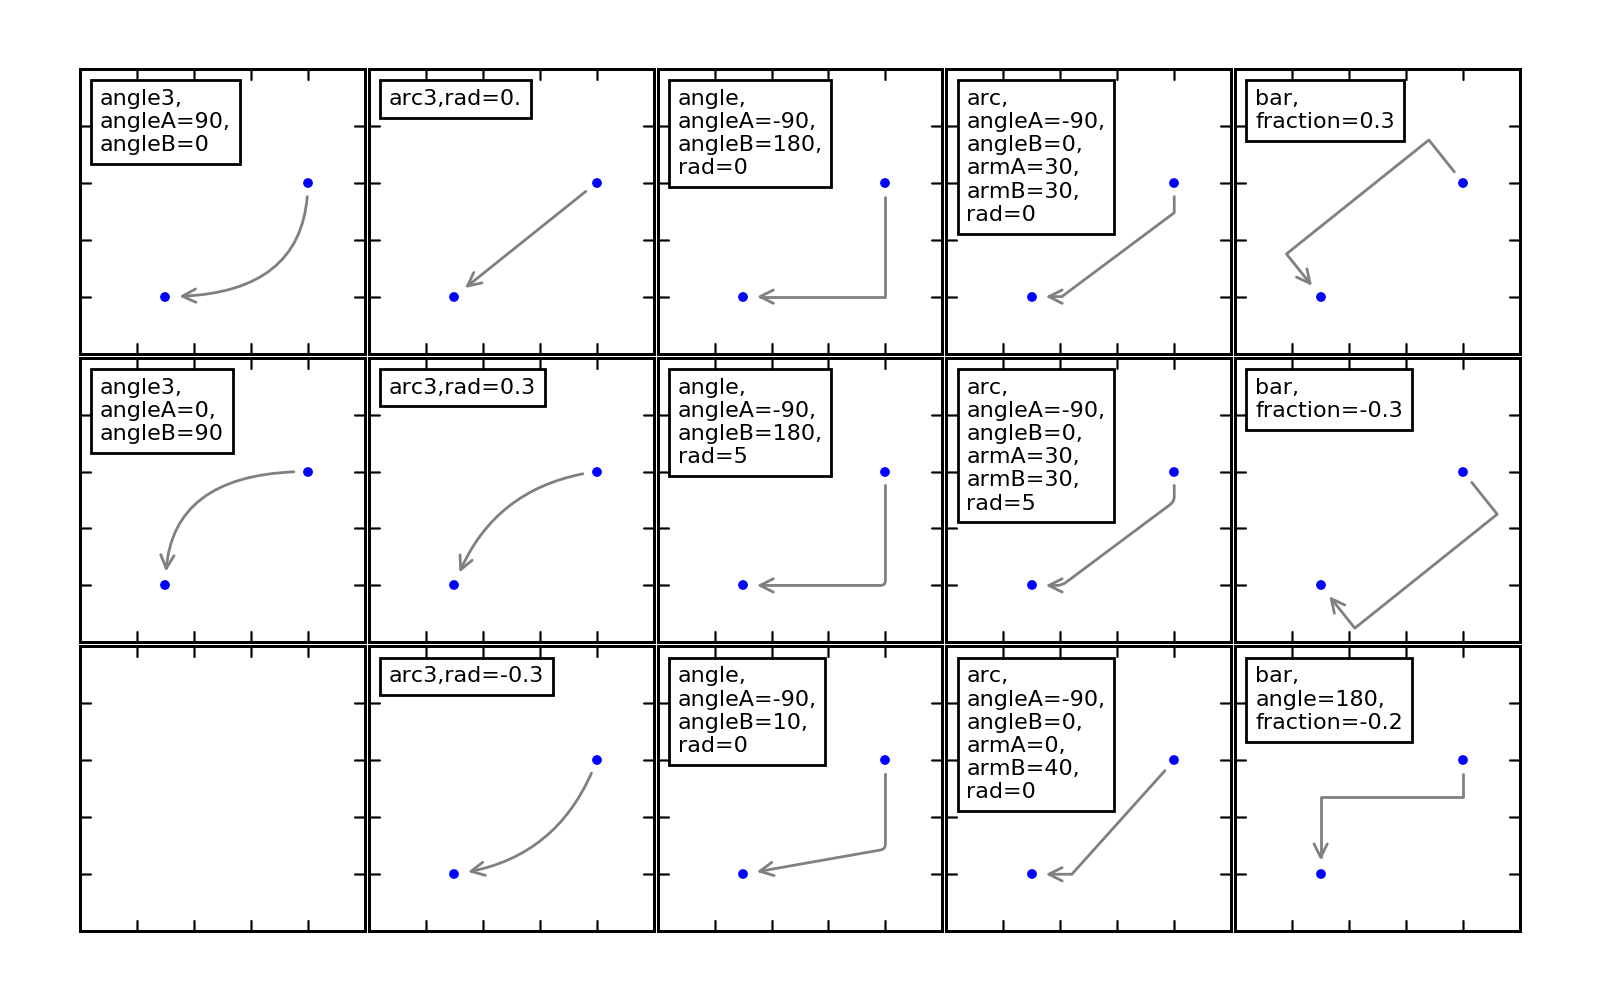 angle3,
angleA=90,
angleB=0
arc3,rad=0.
angle,
angleA=-90,
angleB=180,
rad=0
arc,
angleA=-90,
angleB=0,
armA=30,
armB=30,
rad=0
bar,
fraction=0.3
angle3,
angleA=0,
angleB=90
arc3,rad=0.3
angle,
angleA=-90,
angleB=180,
rad=5
arc,
angleA=-90,
angleB=0,
armA=30,
armB=30,
rad=5
bar,
fraction=-0.3
arc3,rad=-0.3
angle,
angleA=-90,
angleB=10,
rad=0
arc,
angleA=-90,
angleB=0,
armA=0,
armB=40,
rad=0
bar,
angle=180,
fraction=-0.2